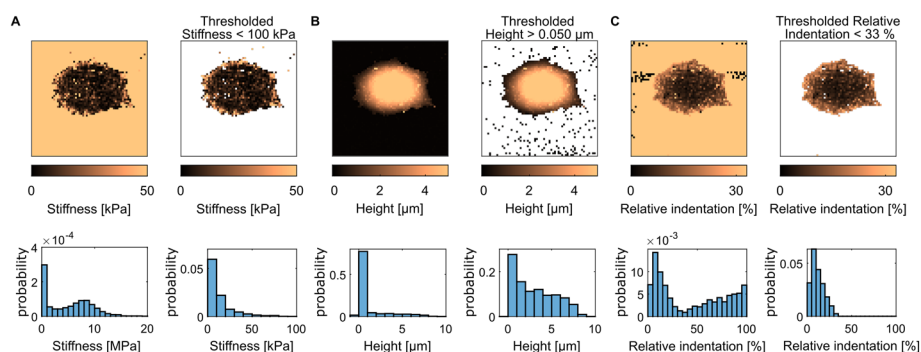 A
Thresholded
Stiffness < 100 kPa
B
Thresholded
Height > 0.050 µm
C
Thresholded Relative
Indentation < 33 %
0 50
Stiffness [kPa]
0 50
Stiffness [kPa]
2 4
Height [µm]
2 4
Height [µm]
0 30
Relative indentation [%]
0 30
Relative indentation [%]
×10⁻⁴
probability
4
2
0
0 10 20
Stiffness [MPa]
probability
0.05
0
0 50 100
Stiffness [kPa]
probability
0.5
0
0 5 10
Height [µm]
probability
0.2
0
0 5 10
Height [µm]
×10⁻³
probability
10
5
0
0 50 100
Relative indentation [%]
probability
0.05
0
0 50 100
Relative indentation [%]